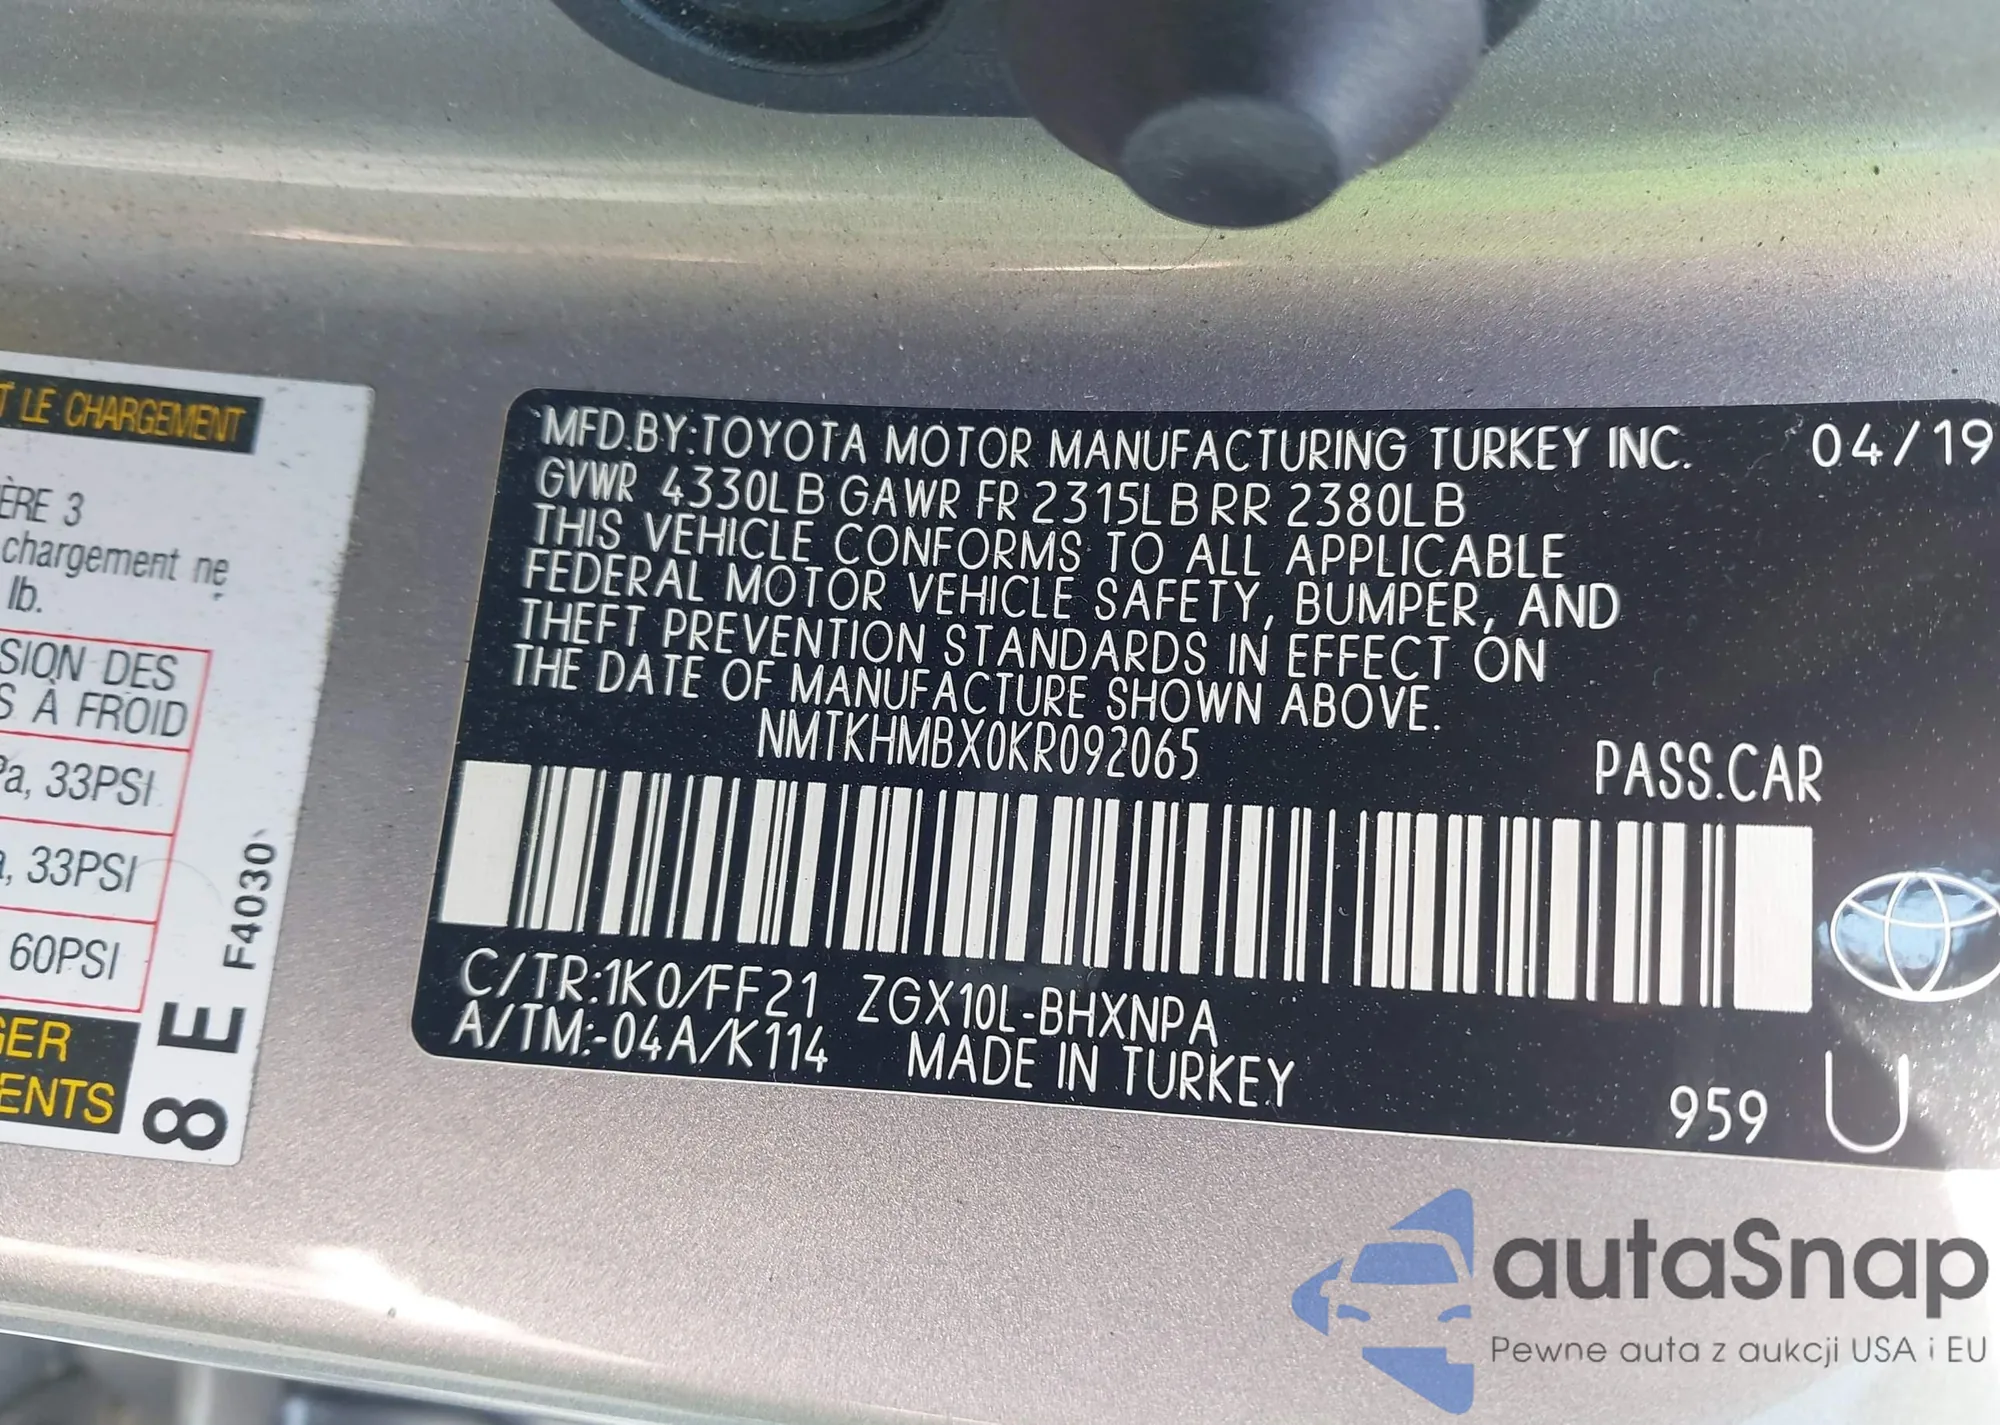 T LE CHARGEMENT
ÈRE 3
chargement ne
lb.
SION DES
S À FROID
Pa, 33PSI
a, 33PSI
60PSI
GER
ENTS
8 E
F4030
MFD.BY:TOYOTA MOTOR MANUFACTURING TURKEY INC. 04/19
GVWR 4330LB GAWR FR 2315LB RR 2380LB
THIS VEHICLE CONFORMS TO ALL APPLICABLE
FEDERAL MOTOR VEHICLE SAFETY, BUMPER, AND
THEFT PREVENTION STANDARDS IN EFFECT ON
THE DATE OF MANUFACTURE SHOWN ABOVE.
NMTKHMBX0KR092065
PASS.CAR
C/TR:1K0/FF21 ZGX10L-BHXNPA
A/TM:-04A/K114 MADE IN TURKEY
959 U
autaSnap
Pewne auta z aukcji USA i EU